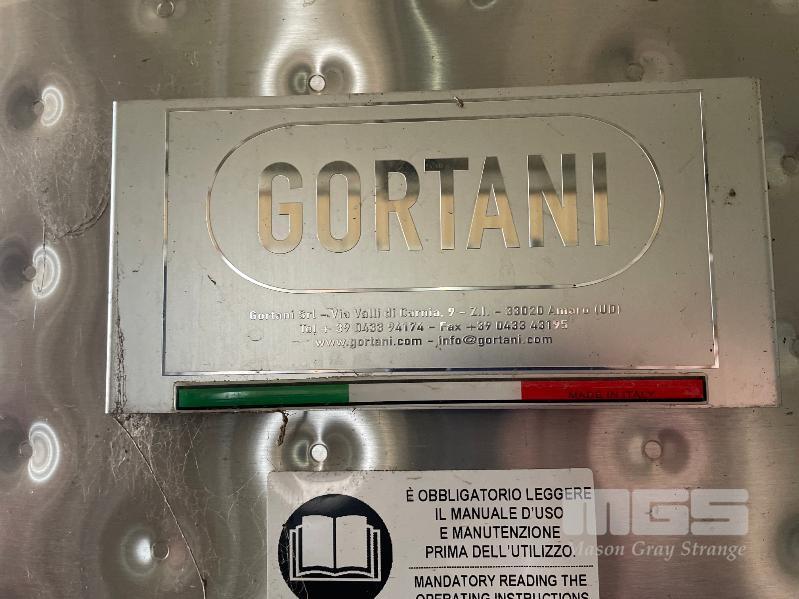 GORTANI
Gortani Srl - Via Valli di Carnia, 9 - Z.I. - 33020 Amaro (UD)
Tel + 39 0433 94174 - Fax +39 0433 43195
www.gortani.com - info@gortani.com
MADE IN ITALY
È OBBLIGATORIO LEGGERE
IL MANUALE D'USO
E MANUTENZIONE
PRIMA DELL'UTILIZZO.
MANDATORY READING THE
OPERATING INSTRUCTIONS
MGS
Mason Gray Strange